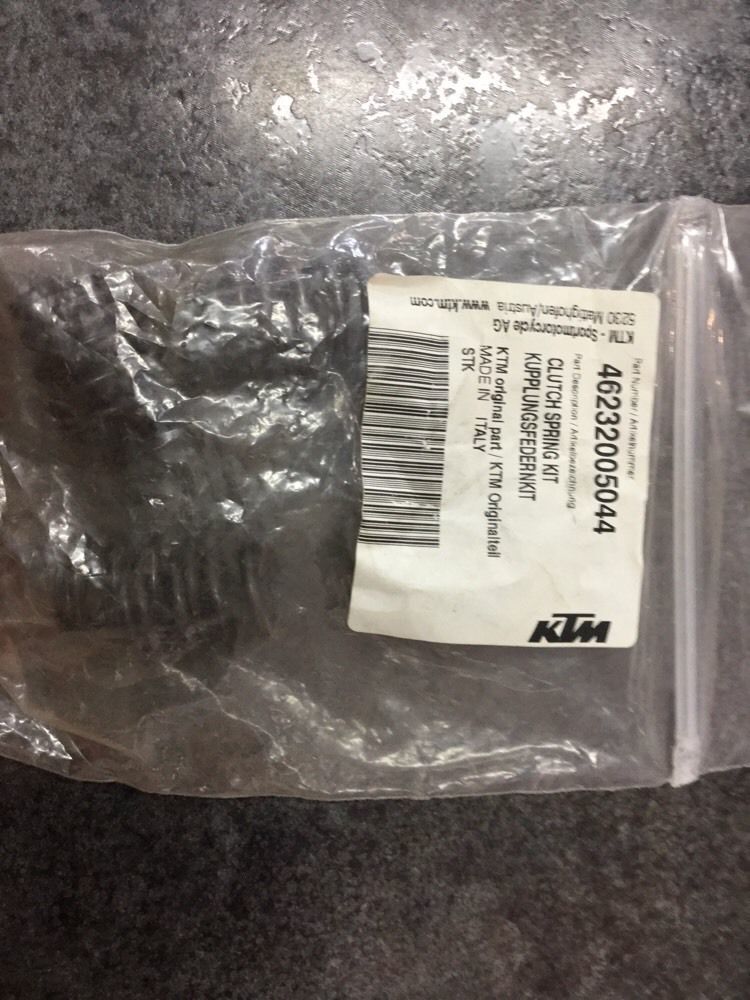 Part Number / Artikelnummer
46232005044
Part Description / Artikelbezeichnung
CLUTCH SPRING KIT
KUPPLUNGSFEDERNKIT
KTM original part / KTM Originalteil
MADE IN ITALY
STK
KTM
KTM - Sportmotorcycle AG
5230 Mattighofen/Austria www.ktm.com